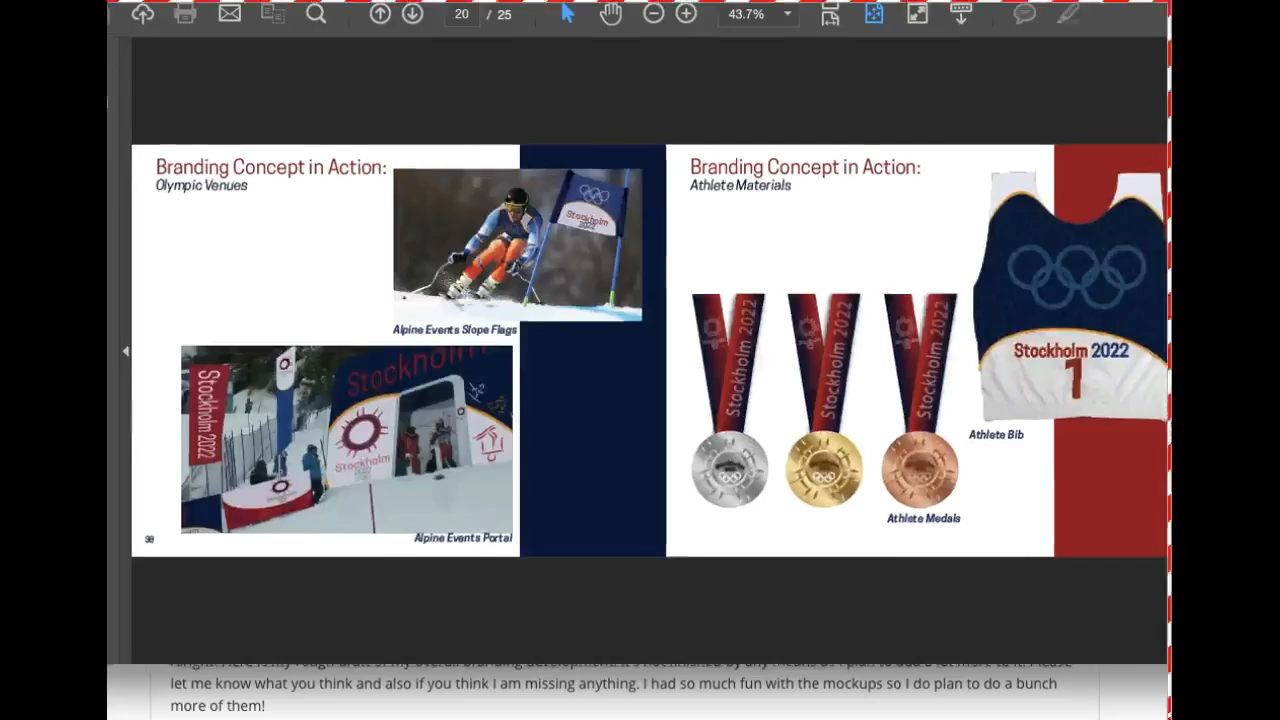 20 / 25
43.7%
Branding Concept in Action:
Olympic Venues
Stockholm
2022
Alpine Events Slope Flags
Stockholm 2022
Stockholm
Stockholm
Alpine Events Portal
Branding Concept in Action:
Athlete Materials
Stockholm 2022
Stockholm 2022
Stockholm 2022
Athlete Medals
Stockholm 2022
1
Athlete Bib
let me know what you think and also if you think I am missing anything. I had so much fun with the mockups so I do plan to do a bunch
more of them!